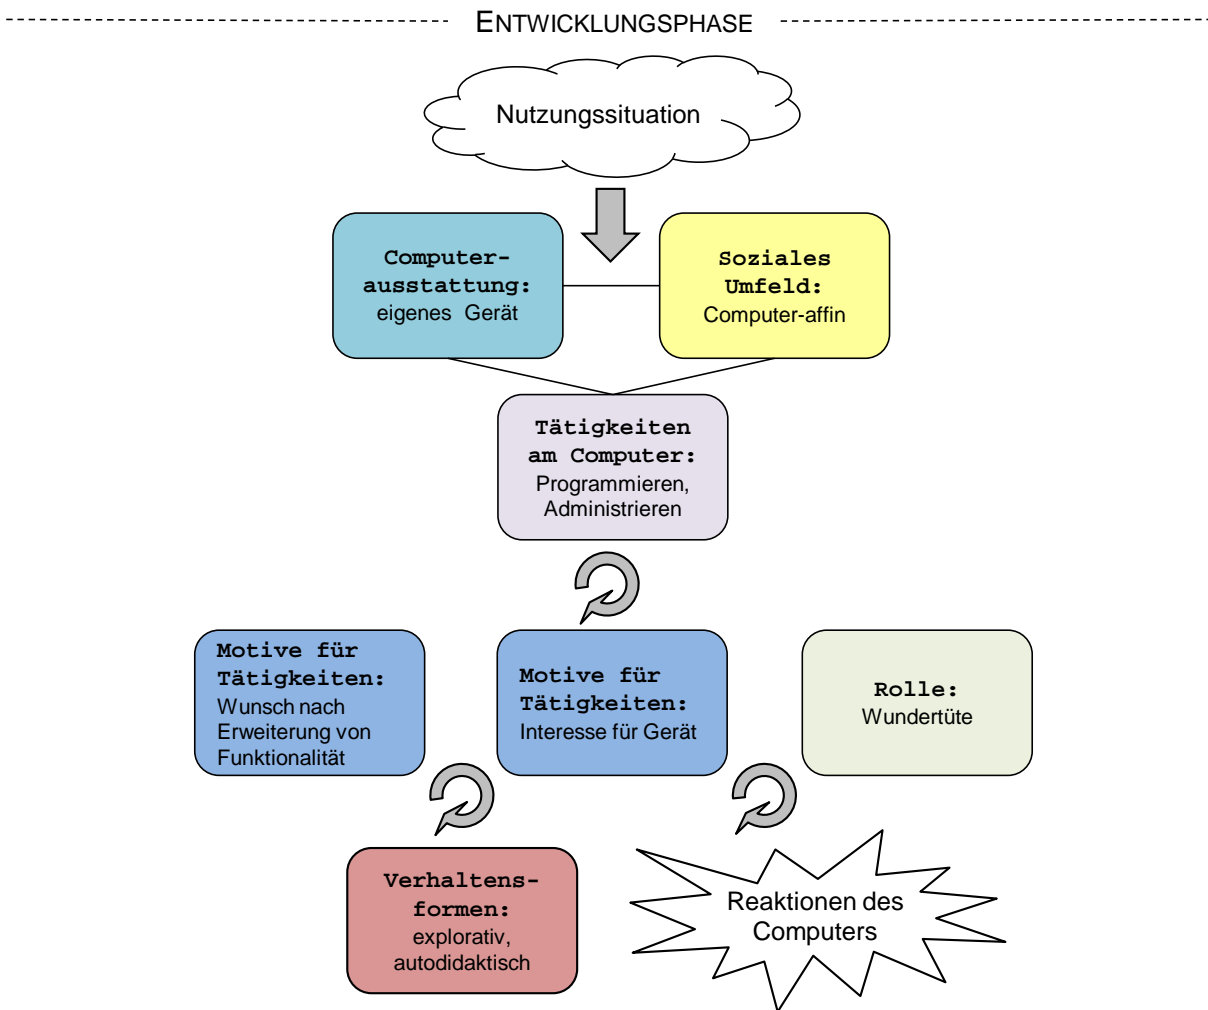 ENTWICKLUNGSPHASE
Nutzungssituation
Computer-
ausstattung:
eigenes Gerät
Soziales
Umfeld:
Computer-affin
Tätigkeiten
am Computer:
Programmieren,
Administrieren
Motive für
Tätigkeiten:
Wunsch nach
Erweiterung von
Funktionalität
Motive für
Tätigkeiten:
Interesse für Gerät
Rolle:
Wundertüte
Verhaltens-
formen:
explorativ,
autodidaktisch
Reaktionen des
Computers